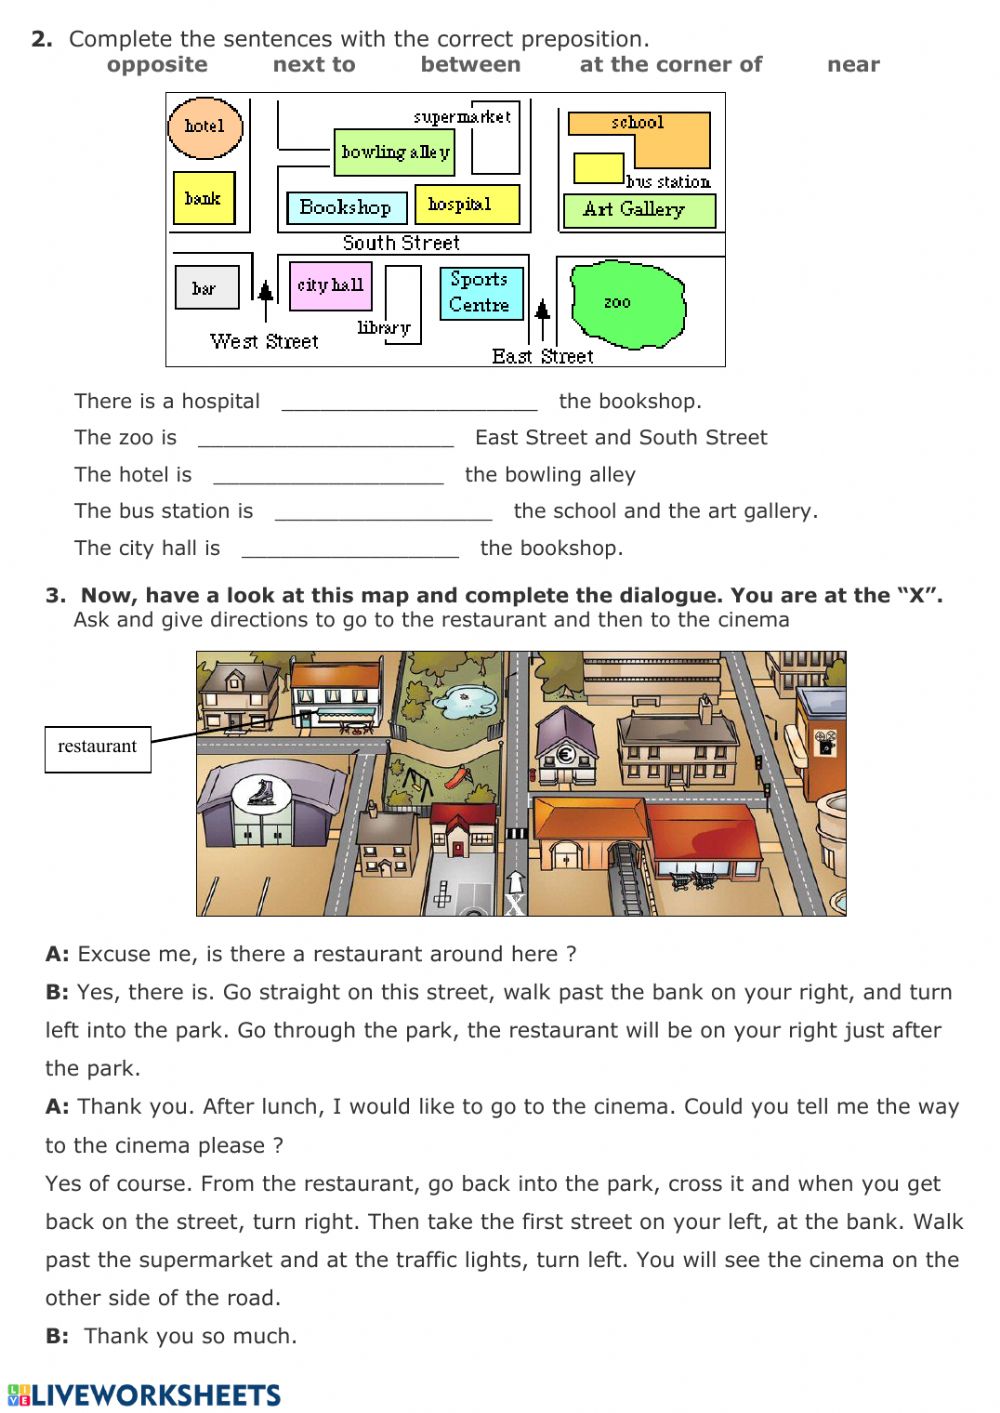 2. Complete the sentences with the correct preposition.
opposite next to between at the corner of near
hotel
supermarket
school
bowling alley
bank
bus station
Bookshop
hospital
Art Gallery
South Street
bar
city hall
Sports
Centre
zoo
library
West Street
East Street
There is a hospital ____________________ the bookshop.
The zoo is ____________________ East Street and South Street
The hotel is __________________ the bowling alley
The bus station is _________________ the school and the art gallery.
The city hall is _________________ the bookshop.
3. Now, have a look at this map and complete the dialogue. You are at the “X”.
Ask and give directions to go to the restaurant and then to the cinema
restaurant
€
X
A: Excuse me, is there a restaurant around here ?
B: Yes, there is. Go straight on this street, walk past the bank on your right, and turn
left into the park. Go through the park, the restaurant will be on your right just after
the park.
A: Thank you. After lunch, I would like to go to the cinema. Could you tell me the way
to the cinema please ?
Yes of course. From the restaurant, go back into the park, cross it and when you get
back on the street, turn right. Then take the first street on your left, at the bank. Walk
past the supermarket and at the traffic lights, turn left. You will see the cinema on the
other side of the road.
B: Thank you so much.
LIVE LIVEWORKSHEETS